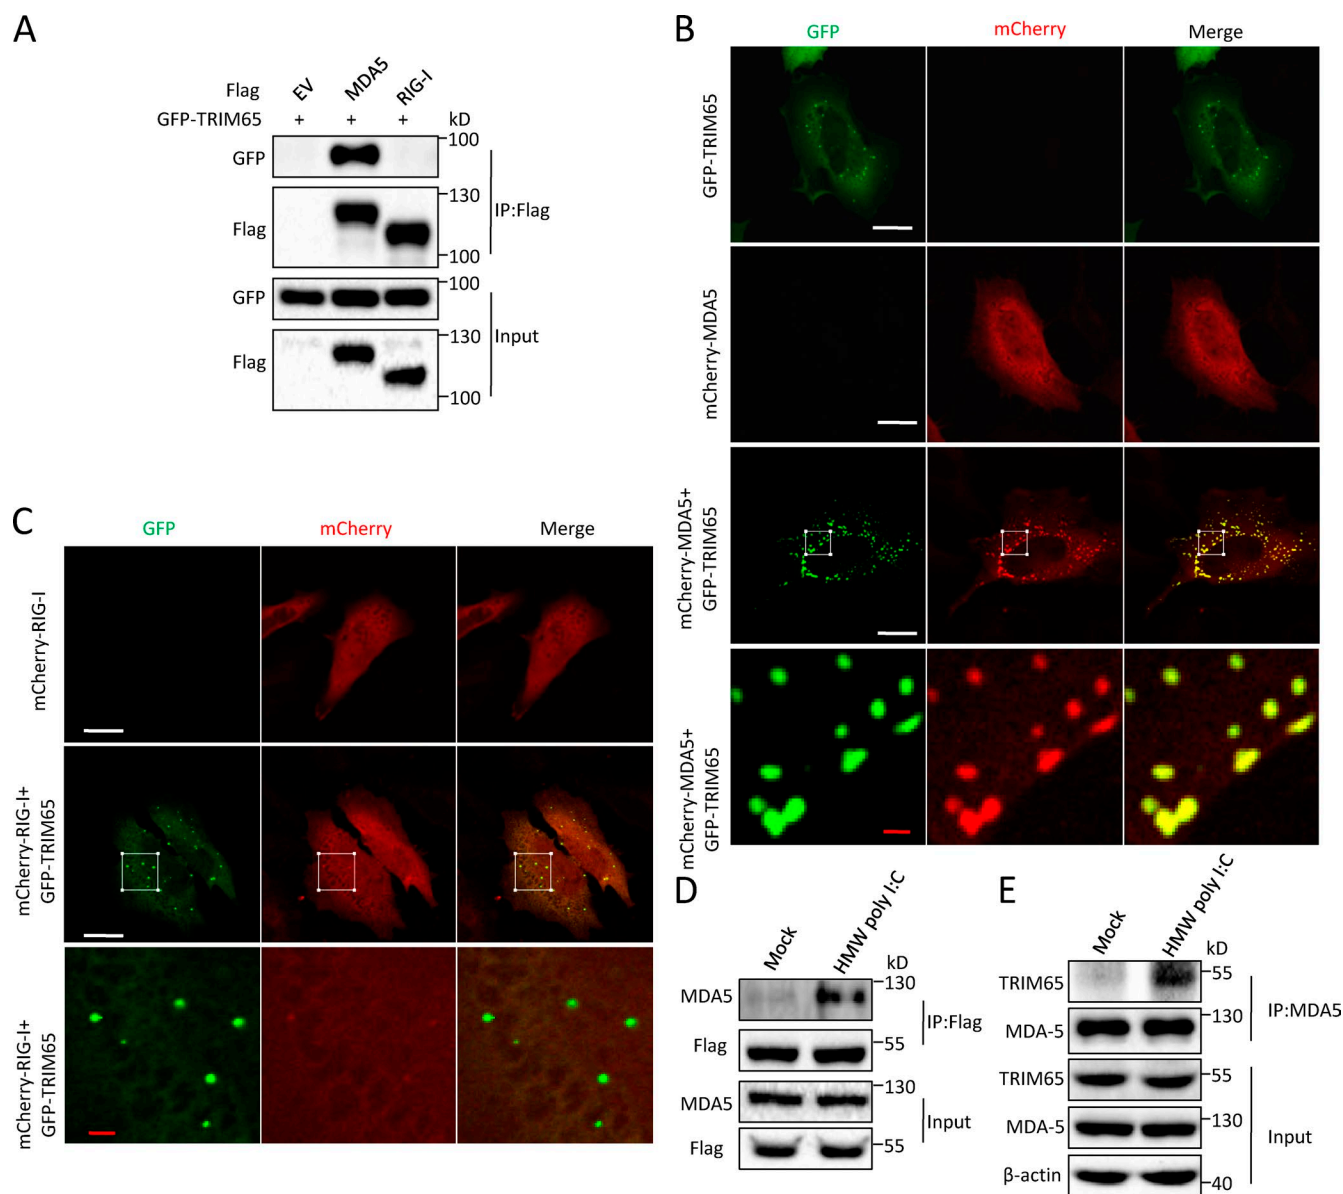 A
Flag EV MDA5 RIG-I
GFP-TRIM65 + + + kD
GFP 100
Flag 130
100
IP:Flag
GFP 100
Flag 130
100
Input
B
GFP mCherry Merge
GFP-TRIM65
mCherry-MDA5
mCherry-MDA5+
GFP-TRIM65
mCherry-MDA5+
GFP-TRIM65
C
GFP mCherry Merge
mCherry-RIG-I
mCherry-RIG-I+
GFP-TRIM65
mCherry-RIG-I+
GFP-TRIM65
D
Mock HMW poly I:C kD
MDA5 130
Flag 55
IP:Flag
MDA5 130
Flag 55
Input
E
Mock HMW poly I:C kD
TRIM65 55
MDA-5 130
IP:MDA5
TRIM65 55
MDA-5 130
β-actin 40
Input